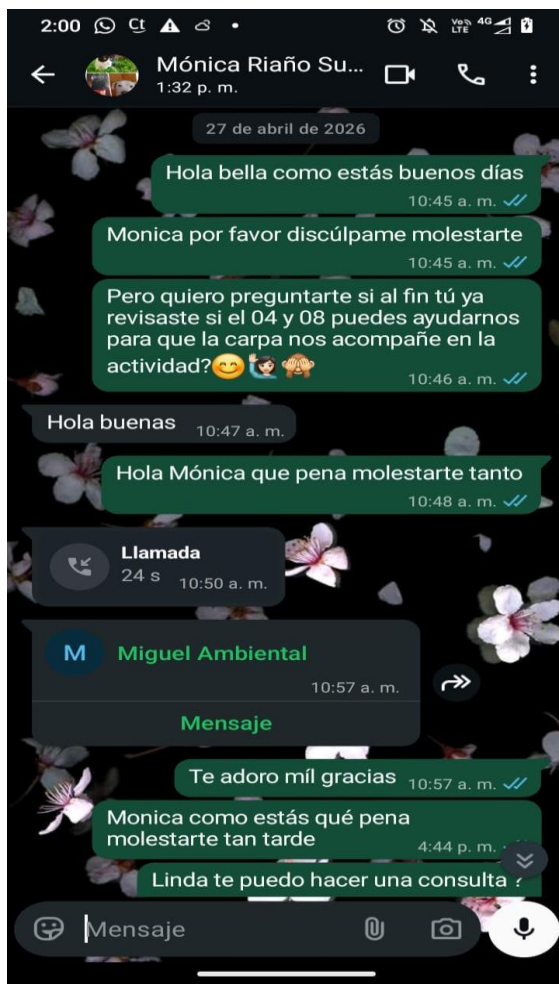 2:00
Vo)) LTE 4G
Mónica Riaño Su...
1:32 p. m.
27 de abril de 2026
Hola bella como estás buenos días
10:45 a. m.
Monica por favor discúlpame molestarte
10:45 a. m.
Pero quiero preguntarte si al fin tú ya
revisaste si el 04 y 08 puedes ayudarnos
para que la carpa nos acompañe en la
actividad?😊🙋🏻‍♀️🙈
10:46 a. m.
Hola buenas
10:47 a. m.
Hola Mónica que pena molestarte tanto
10:48 a. m.
Llamada
24 s
10:50 a. m.
M
Miguel Ambiental
10:57 a. m.
Mensaje
Te adoro míl gracias
10:57 a. m.
Monica como estás qué pena
molestarte tan tarde
4:44 p. m.
Linda te puedo hacer una consulta ?
Mensaje